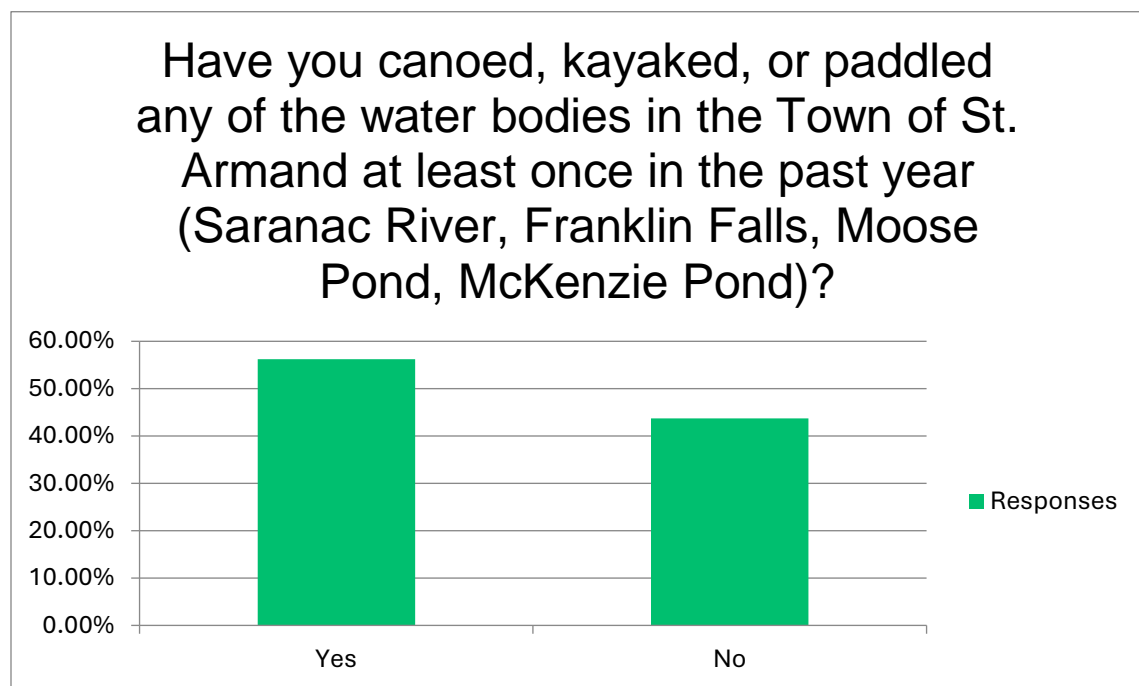 Have you canoed, kayaked, or paddled
any of the water bodies in the Town of St.
Armand at least once in the past year
(Saranac River, Franklin Falls, Moose
Pond, McKenzie Pond)?
60.00%
50.00%
40.00%
30.00%
20.00%
10.00%
0.00%
Yes No
Responses